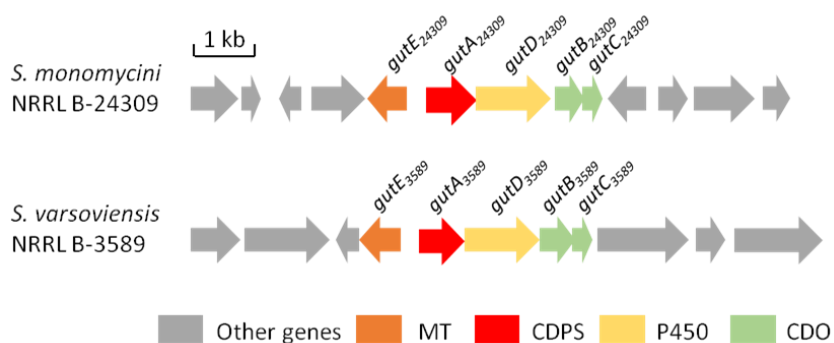 1 kb
gutE24309 gutA24309 gutD24309 gutB24309 gutC24309
S. monomycini
NRRL B-24309
gutE3589 gutA3589 gutD3589 gutB3589 gutC3589
S. varsoviensis
NRRL B-3589
Other genes MT CDPS P450 CDO